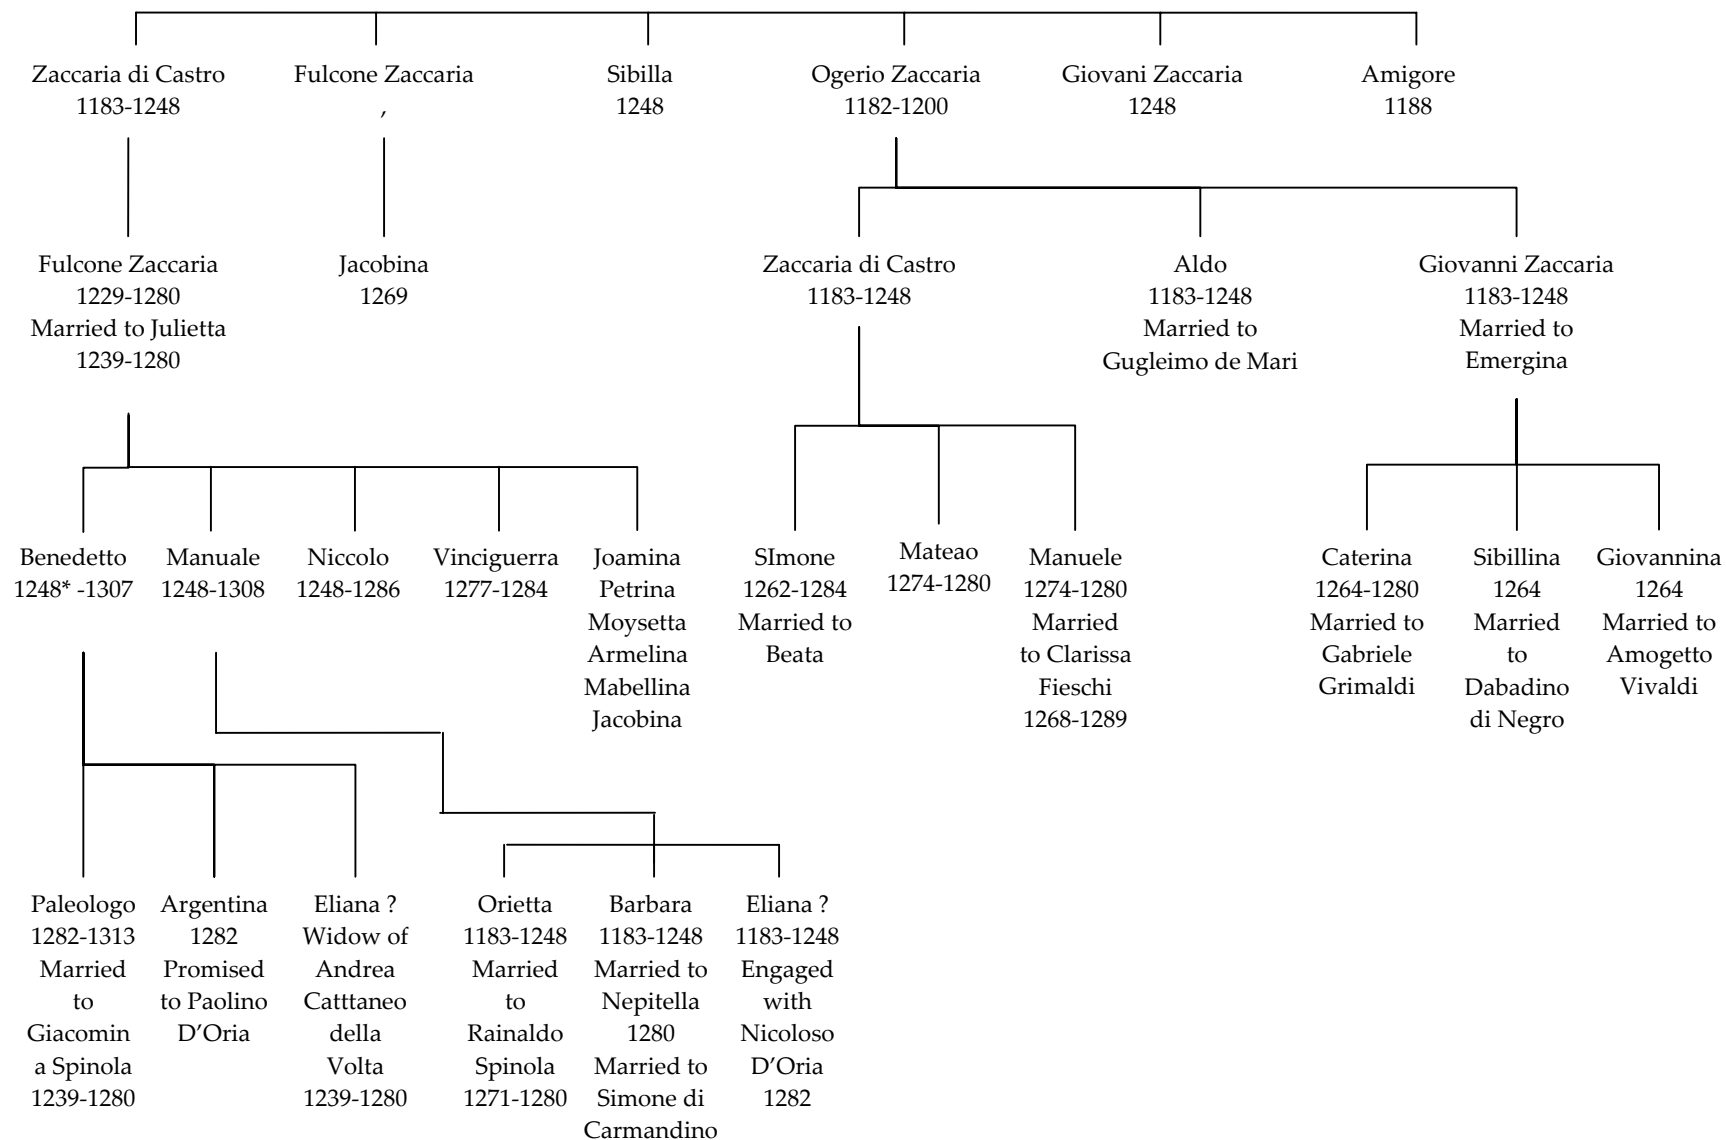 Zaccaria di Castro
1183-1248
Fulcone Zaccaria
,
Sibilla
1248
Ogerio Zaccaria
1182-1200
Giovani Zaccaria
1248
Amigore
1188
Fulcone Zaccaria
1229-1280
Married to Julietta
1239-1280
Jacobina
1269
Zaccaria di Castro
1183-1248
Aldo
1183-1248
Married to
Gugleimo de Mari
Giovanni Zaccaria
1183-1248
Married to
Emergina
Benedetto
1248* -1307
Manuale
1248-1308
Niccolo
1248-1286
Vinciguerra
1277-1284
Joamina
Petrina
Moysetta
Armelina
Mabellina
Jacobina
SImone
1262-1284
Married to
Beata
Mateao
1274-1280
Manuele
1274-1280
Married
to Clarissa
Fieschi
1268-1289
Caterina
1264-1280
Married to
Gabriele
Grimaldi
Sibillina
1264
Married
to
Dabadino
di Negro
Giovannina
1264
Married to
Amogetto
Vivaldi
Paleologo
1282-1313
Married
to
Giacomin
a Spinola
1239-1280
Argentina
1282
Promised
to Paolino
D’Oria
Eliana ?
Widow of
Andrea
Catttaneo
della
Volta
1239-1280
Orietta
1183-1248
Married
to
Rainaldo
Spinola
1271-1280
Barbara
1183-1248
Married to
Nepitella
1280
Married to
Simone di
Carmandino
Eliana ?
1183-1248
Engaged
with
Nicoloso
D’Oria
1282